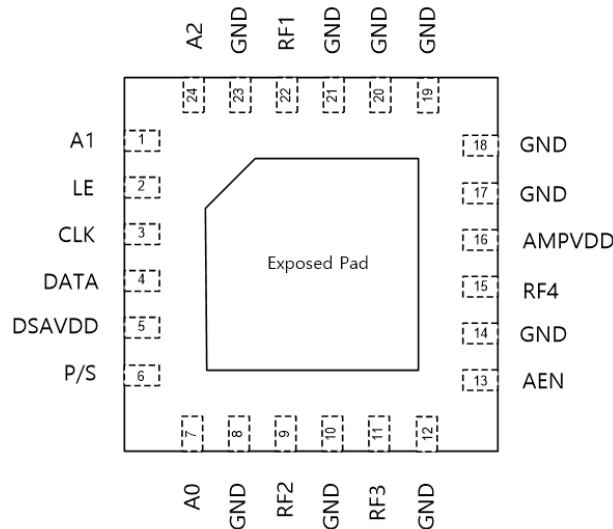 A2 GND RF1 GND GND GND
24 23 22 21 20 19
A1 1 18 GND
LE 2 17 GND
CLK 3 16 AMPVDD
Exposed Pad
DATA 4 15 RF4
DSAVDD 5 14 GND
P/S 6 13 AEN
7 8 9 10 11 12
A0 GND RF2 GND RF3 GND